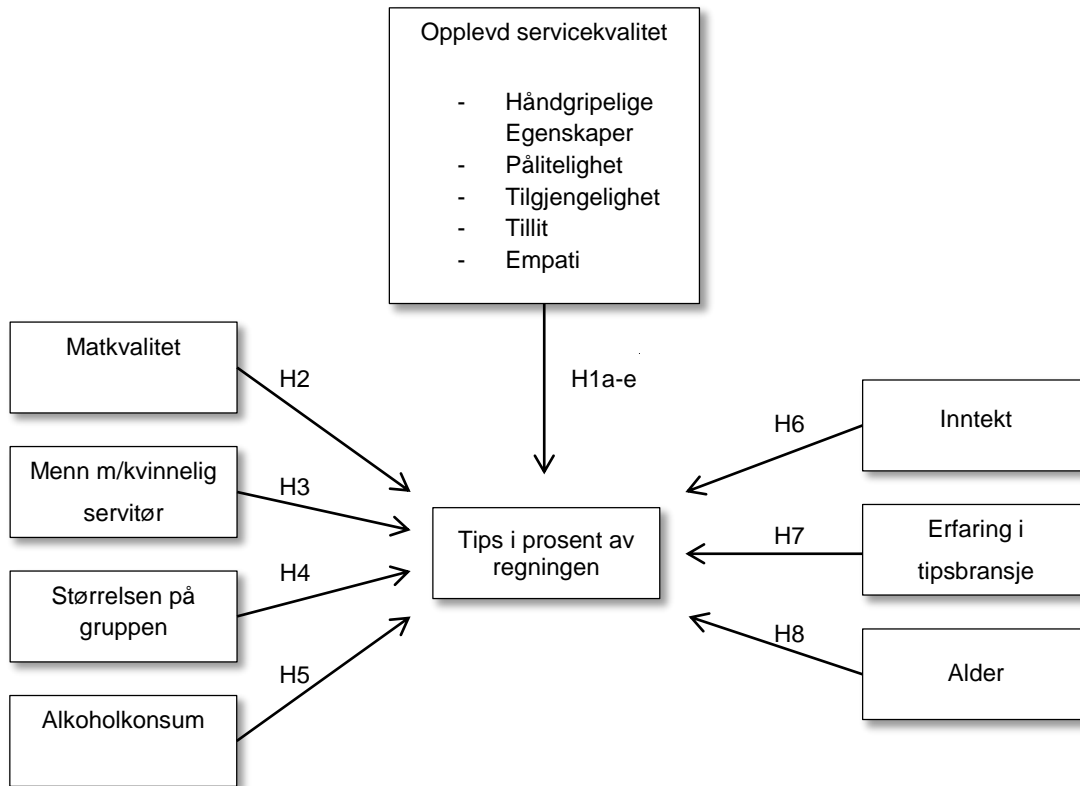 Opplevd servicekvalitet
- Håndgripelige
Egenskaper
- Pålitelighet
- Tilgjengelighet
- Tillit
- Empati
H1a-e
Matkvalitet
H2
Menn m/kvinnelig
servitør
H3
Størrelsen på
gruppen
H4
Alkoholkonsum
H5
Tips i prosent av
regningen
H6
Inntekt
H7
Erfaring i
tipsbransje
H8
Alder